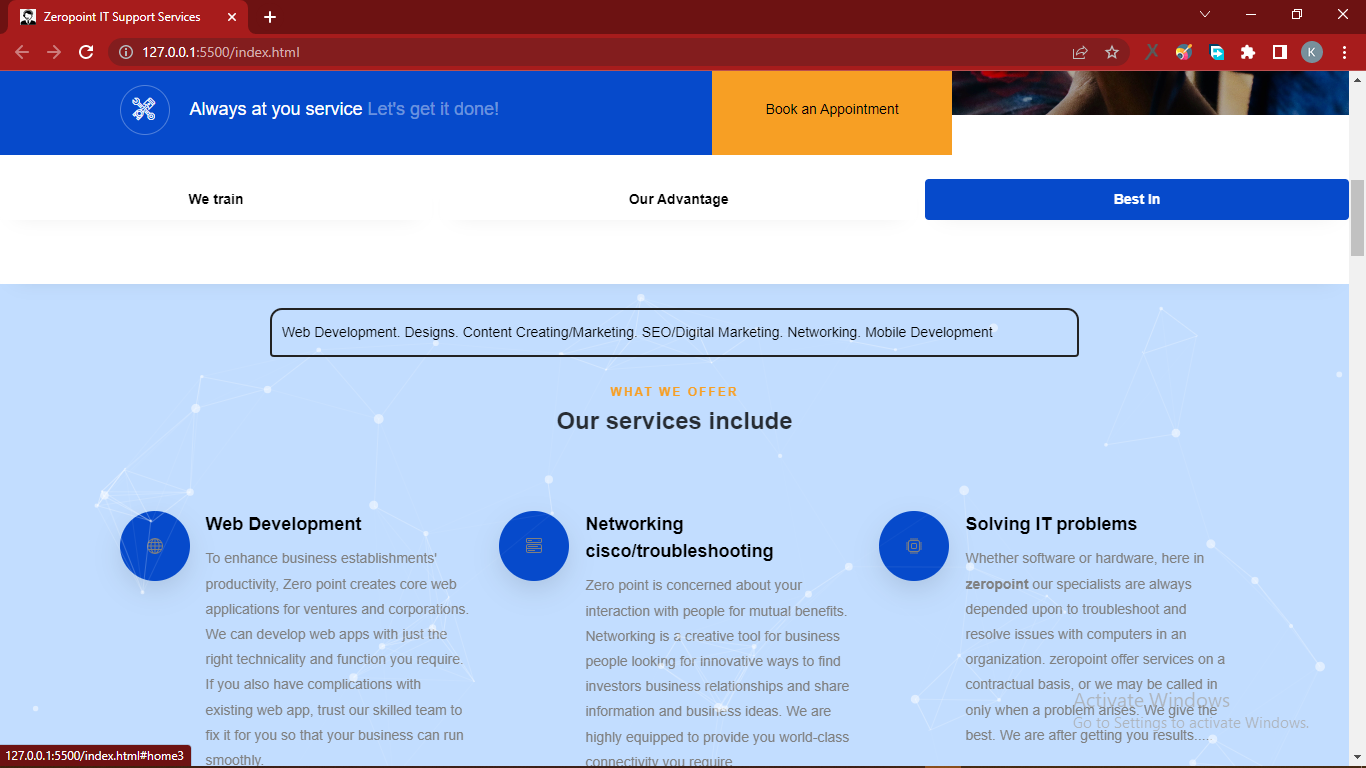 Zeropoint IT Support Services
127.0.0.1:5500/index.html
K
Always at you service Let's get it done!
Book an Appointment
We train
Our Advantage
Best In
Web Development. Designs. Content Creating/Marketing. SEO/Digital Marketing. Networking. Mobile Development
WHAT WE OFFER
Our services include
Web Development
To enhance business establishments'
productivity, Zero point creates core web
applications for ventures and corporations.
We can develop web apps with just the
right technicality and function you require.
If you also have complications with
existing web app, trust our skilled team to
fix it for you so that your business can run
smoothly.
Networking
cisco/troubleshooting
Zero point is concerned about your
interaction with people for mutual benefits.
Networking is a creative tool for business
people looking for innovative ways to find
investors business relationships and share
information and business ideas. We are
highly equipped to provide you world-class
connectivity you require
Solving IT problems
Whether software or hardware, here in
zeropoint our specialists are always
depended upon to troubleshoot and
resolve issues with computers in an
organization. zeropoint offer services on a
contractual basis, or we may be called in
only when a problem arises. We give the
best. We are after getting you results....
Activate Windows
Go to Settings to activate Windows.
127.0.0.1:5500/index.html#home3